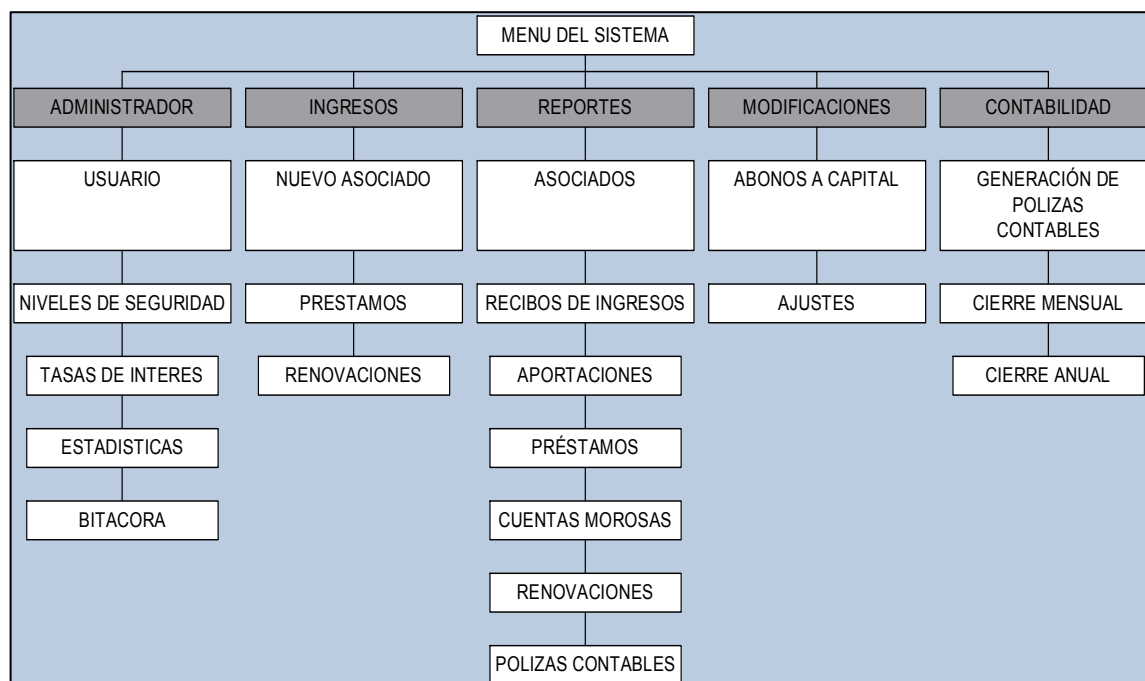 MENU DEL SISTEMA
ADMINISTRADOR
INGRESOS
REPORTES
MODIFICACIONES
CONTABILIDAD
USUARIO
NUEVO ASOCIADO
ASOCIADOS
ABONOS A CAPITAL
GENERACIÓN DE
POLIZAS
CONTABLES
NIVELES DE SEGURIDAD
PRESTAMOS
RECIBOS DE INGRESOS
AJUSTES
CIERRE MENSUAL
TASAS DE INTERES
RENOVACIONES
APORTACIONES
CIERRE ANUAL
ESTADISTICAS
PRÉSTAMOS
BITACORA
CUENTAS MOROSAS
RENOVACIONES
POLIZAS CONTABLES